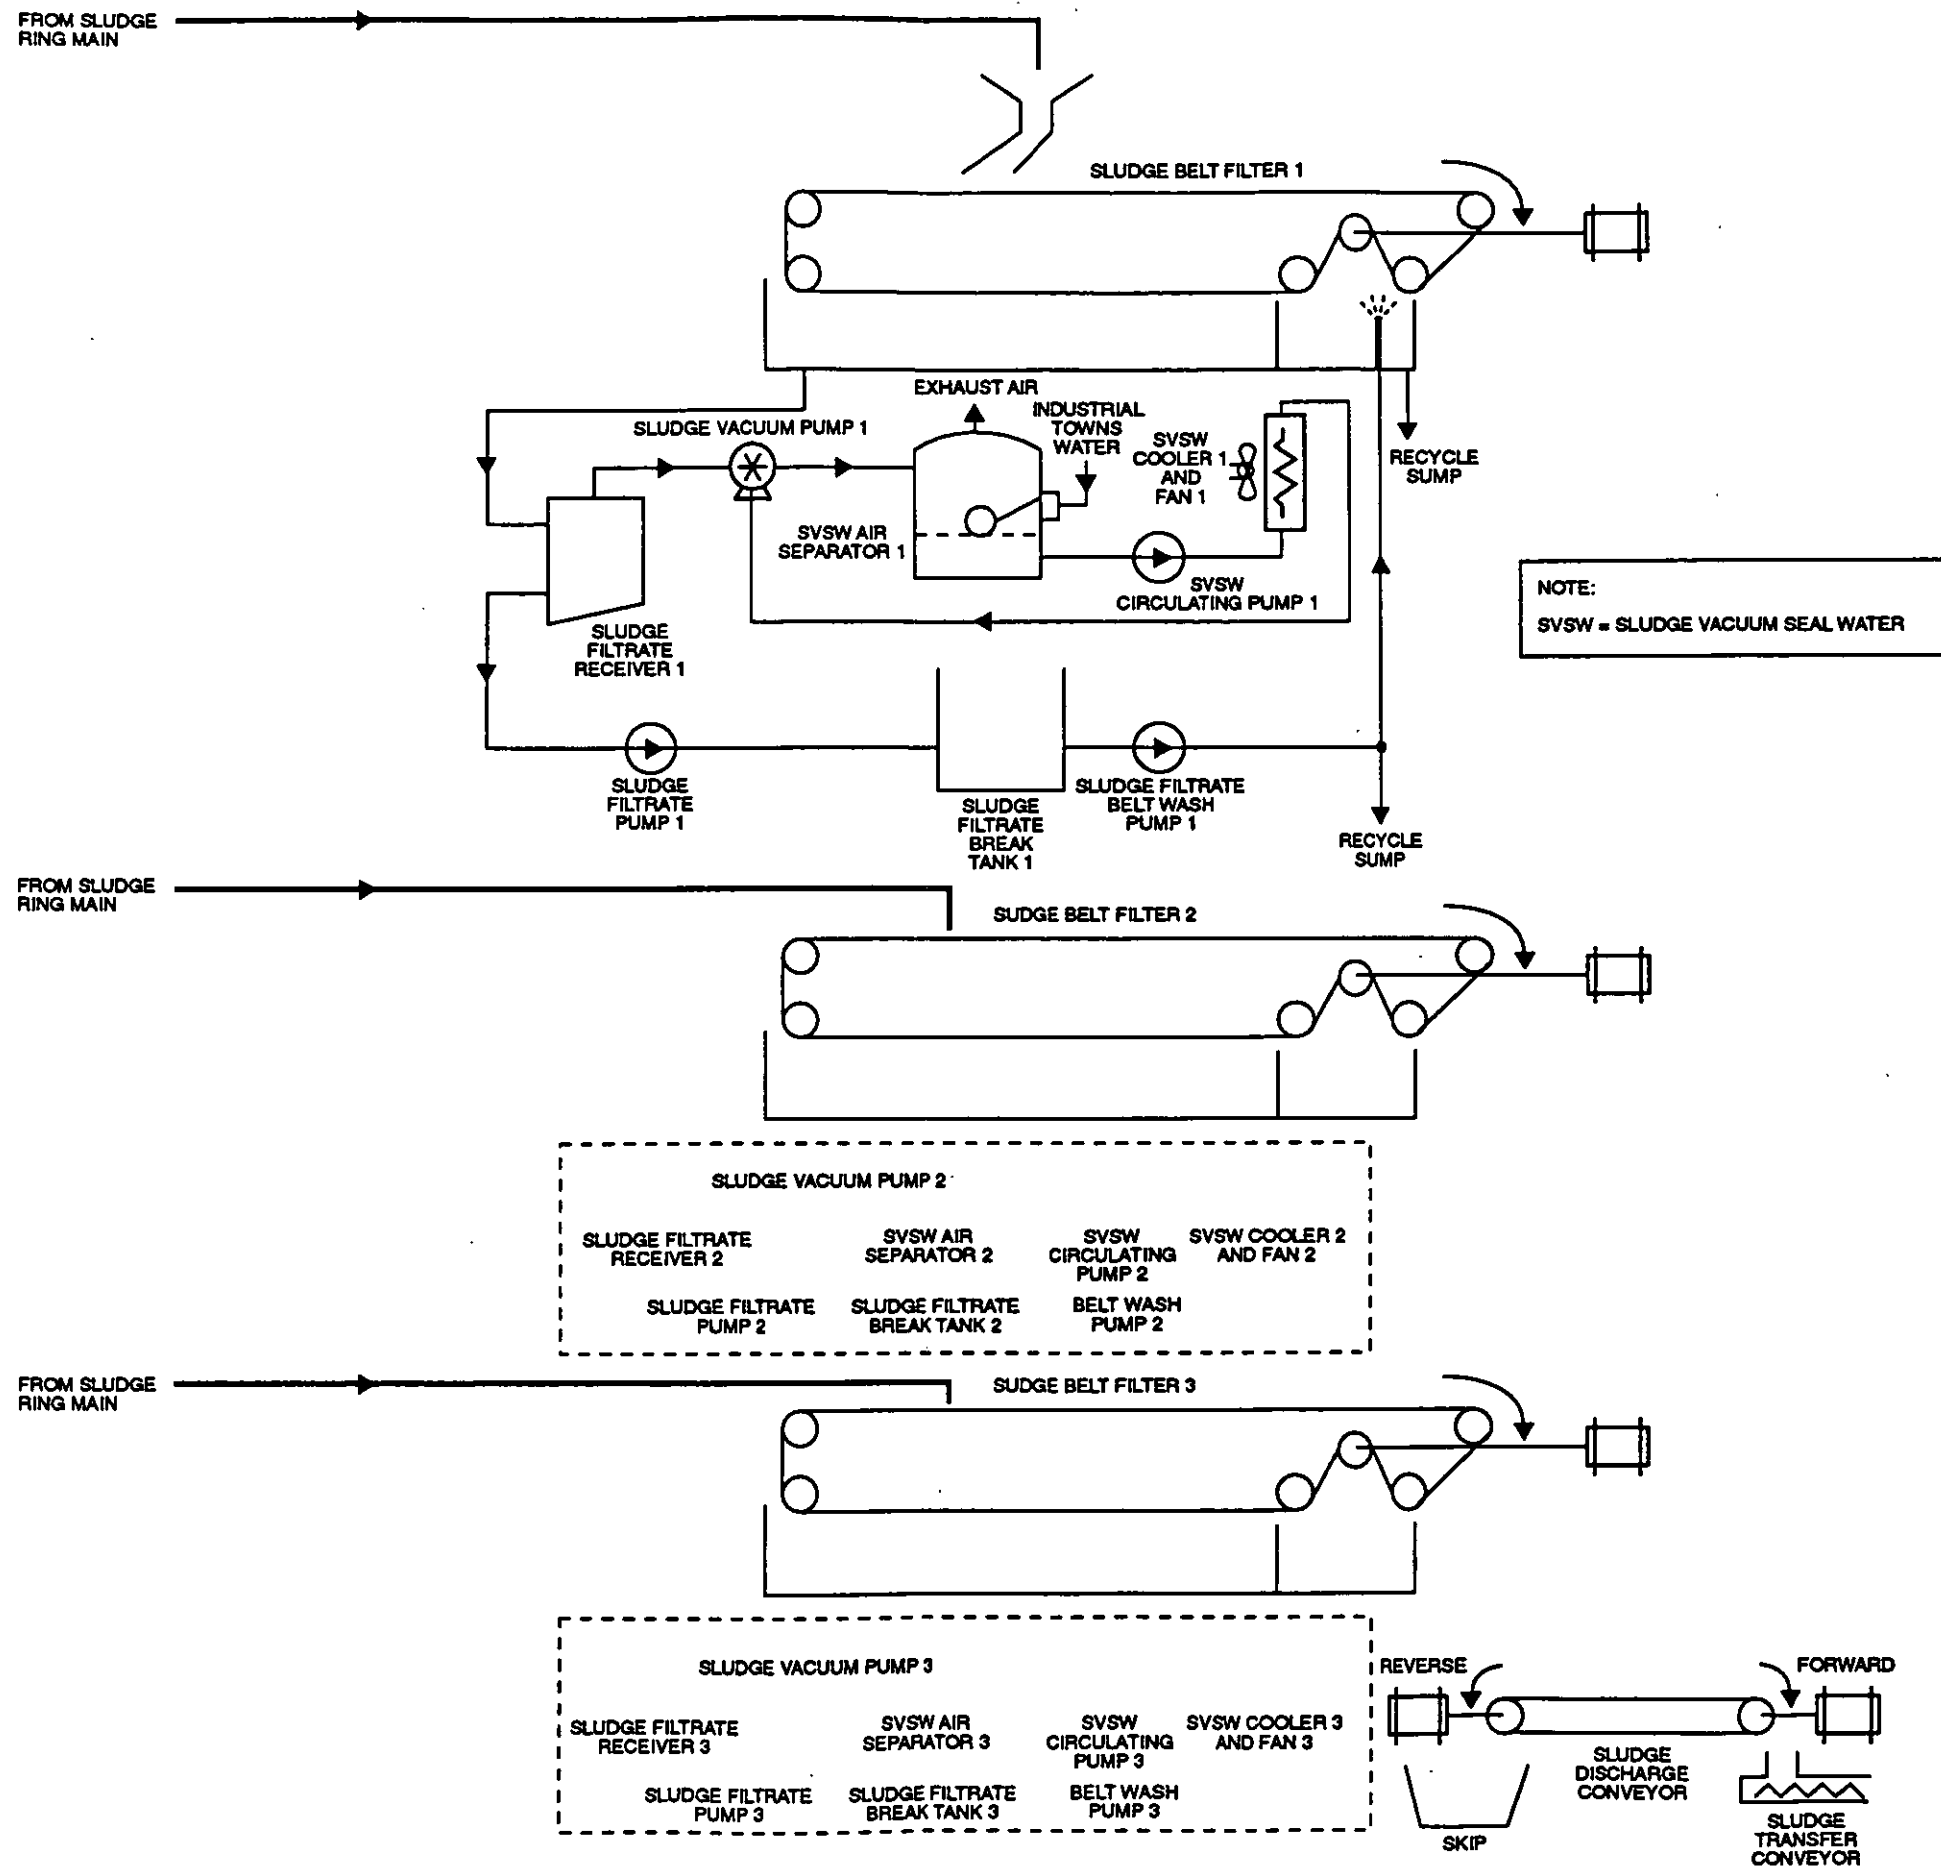 FROM SLUDGE
RING MAIN
SLUDGE BELT FILTER 1
EXHAUST AIR
INDUSTRIAL
TOWNS
WATER
SLUDGE VACUUM PUMP 1
SVSW
COOLER 1
AND
FAN 1
RECYCLE
SUMP
SVSW AIR
SEPARATOR 1
SVSW
CIRCULATING PUMP 1
NOTE:
SVSW = SLUDGE VACUUM SEAL WATER
SLUDGE
FILTRATE
RECEIVER 1
SLUDGE
FILTRATE
PUMP 1
SLUDGE
FILTRATE
BREAK
TANK 1
SLUDGE FILTRATE
BELT WASH
PUMP 1
RECYCLE
SUMP
FROM SLUDGE
RING MAIN
SUDGE BELT FILTER 2
SLUDGE VACUUM PUMP 2
SLUDGE FILTRATE
RECEIVER 2
SVSW AIR
SEPARATOR 2
SVSW
CIRCULATING
PUMP 2
SVSW COOLER 2
AND FAN 2
SLUDGE FILTRATE
PUMP 2
SLUDGE FILTRATE
BREAK TANK 2
BELT WASH
PUMP 2
FROM SLUDGE
RING MAIN
SUDGE BELT FILTER 3
SLUDGE VACUUM PUMP 3
SLUDGE FILTRATE
RECEIVER 3
SVSW AIR
SEPARATOR 3
SVSW
CIRCULATING
PUMP 3
SVSW COOLER 3
AND FAN 3
SLUDGE FILTRATE
PUMP 3
SLUDGE FILTRATE
BREAK TANK 3
BELT WASH
PUMP 3
REVERSE
FORWARD
SLUDGE
DISCHARGE
CONVEYOR
SKIP
SLUDGE
TRANSFER
CONVEYOR